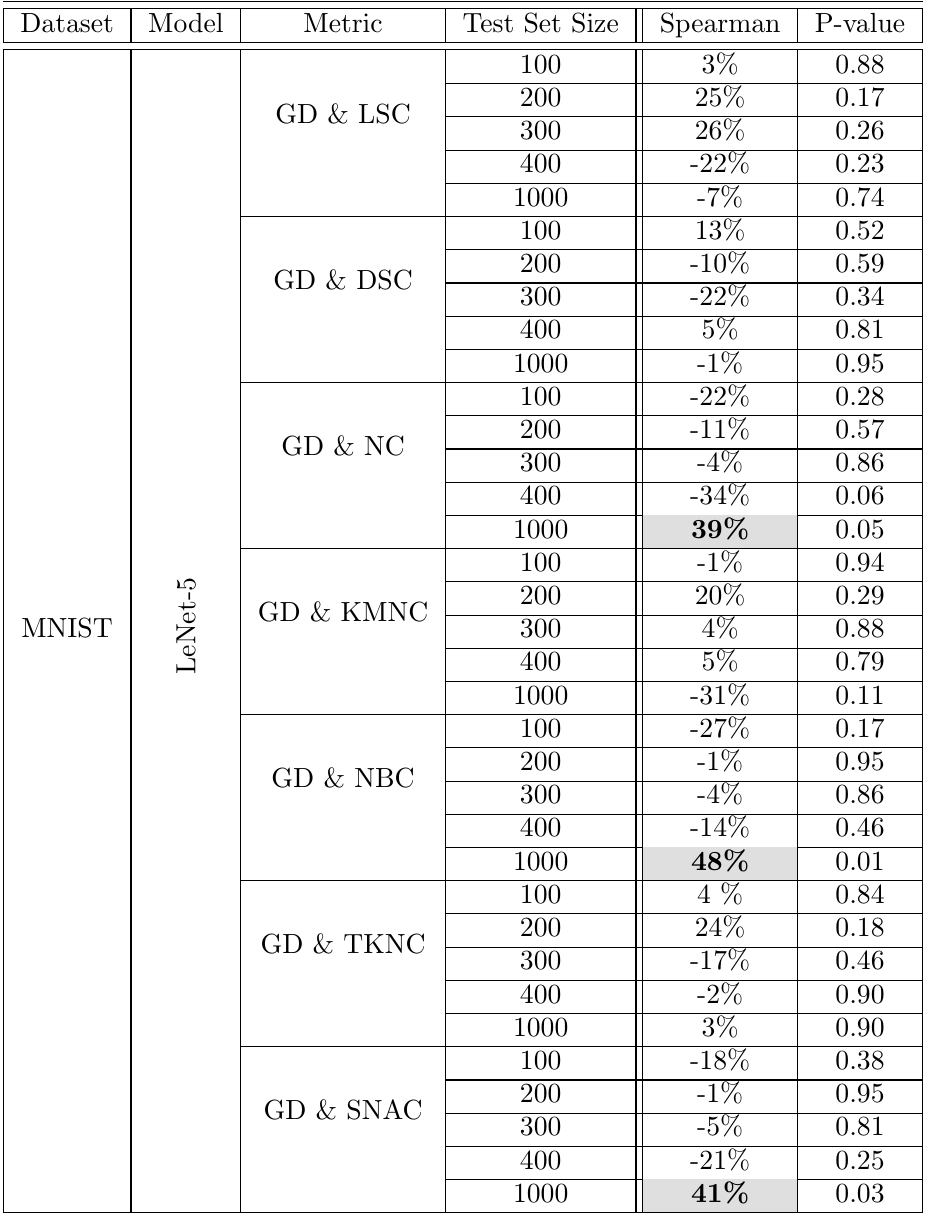 Dataset Model Metric Test Set Size Spearman P-value
100 3% 0.88
200 25% 0.17
GD & LSC
300 26% 0.26
400 -22% 0.23
1000 -7% 0.74
100 13% 0.52
200 -10% 0.59
GD & DSC
300 -22% 0.34
400 5% 0.81
1000 -1% 0.95
100 -22% 0.28
200 -11% 0.57
GD & NC
300 -4% 0.86
400 -34% 0.06
1000 39% 0.05
100 -1% 0.94
200 20% 0.29
GD & KMNC
MNIST LeNet-5 300 4% 0.88
400 5% 0.79
1000 -31% 0.11
100 -27% 0.17
200 -1% 0.95
GD & NBC
300 -4% 0.86
400 -14% 0.46
1000 48% 0.01
100 4 % 0.84
200 24% 0.18
GD & TKNC
300 -17% 0.46
400 -2% 0.90
1000 3% 0.90
100 -18% 0.38
200 -1% 0.95
GD & SNAC
300 -5% 0.81
400 -21% 0.25
1000 41% 0.03